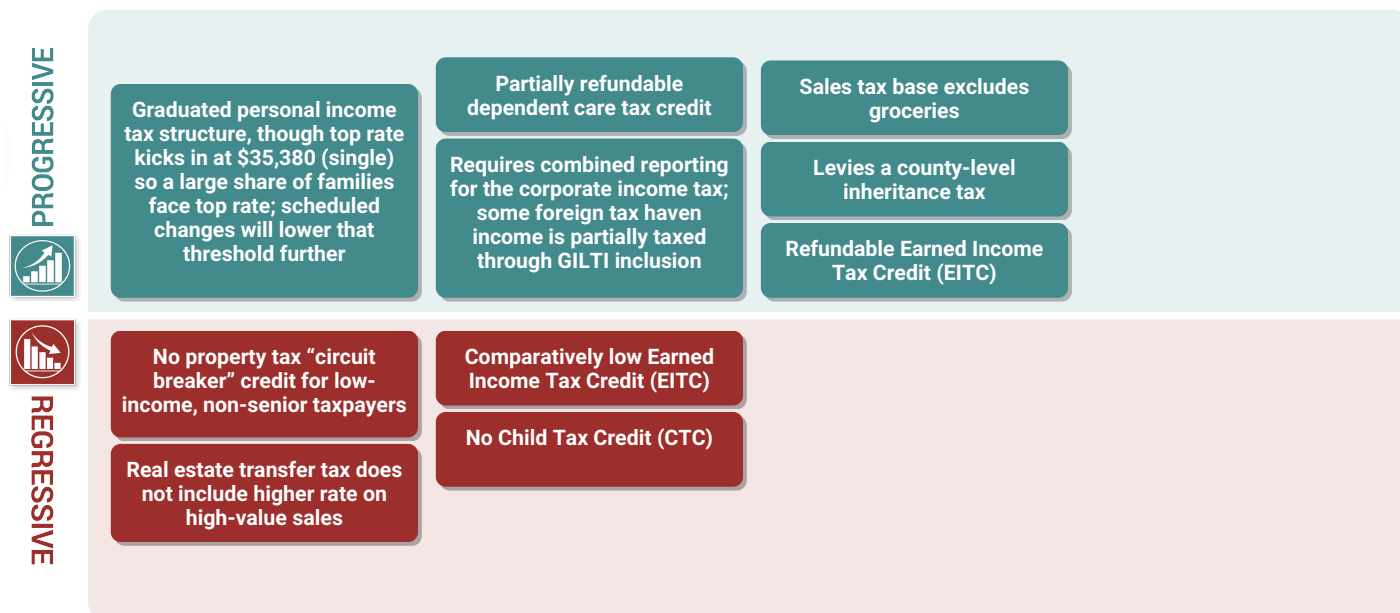 PROGRESSIVE
Graduated personal income
tax structure, though top rate
kicks in at $35,380 (single)
so a large share of families
face top rate; scheduled
changes will lower that
threshold further
Partially refundable
dependent care tax credit
Requires combined reporting
for the corporate income tax;
some foreign tax haven
income is partially taxed
through GILTI inclusion
Sales tax base excludes
groceries
Levies a county-level
inheritance tax
Refundable Earned Income
Tax Credit (EITC)
REGRESSIVE
No property tax “circuit
breaker” credit for low-
income, non-senior taxpayers
Real estate transfer tax does
not include higher rate on
high-value sales
Comparatively low Earned
Income Tax Credit (EITC)
No Child Tax Credit (CTC)